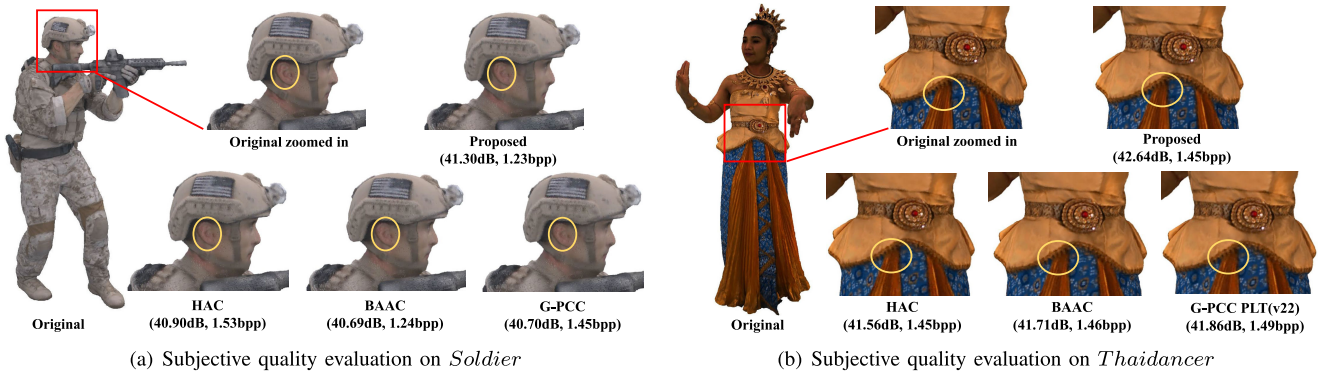 Original zoomed in
Proposed
(41.30dB, 1.23bpp)
Original
HAC
(40.90dB, 1.53bpp)
BAAC
(40.69dB, 1.24bpp)
G-PCC
(40.70dB, 1.45bpp)
(a) Subjective quality evaluation on Soldier
Original zoomed in
Proposed
(42.64dB, 1.45bpp)
Original
HAC
(41.56dB, 1.45bpp)
BAAC
(41.71dB, 1.46bpp)
G-PCC PLT(v22)
(41.86dB, 1.49bpp)
(b) Subjective quality evaluation on Thaidancer